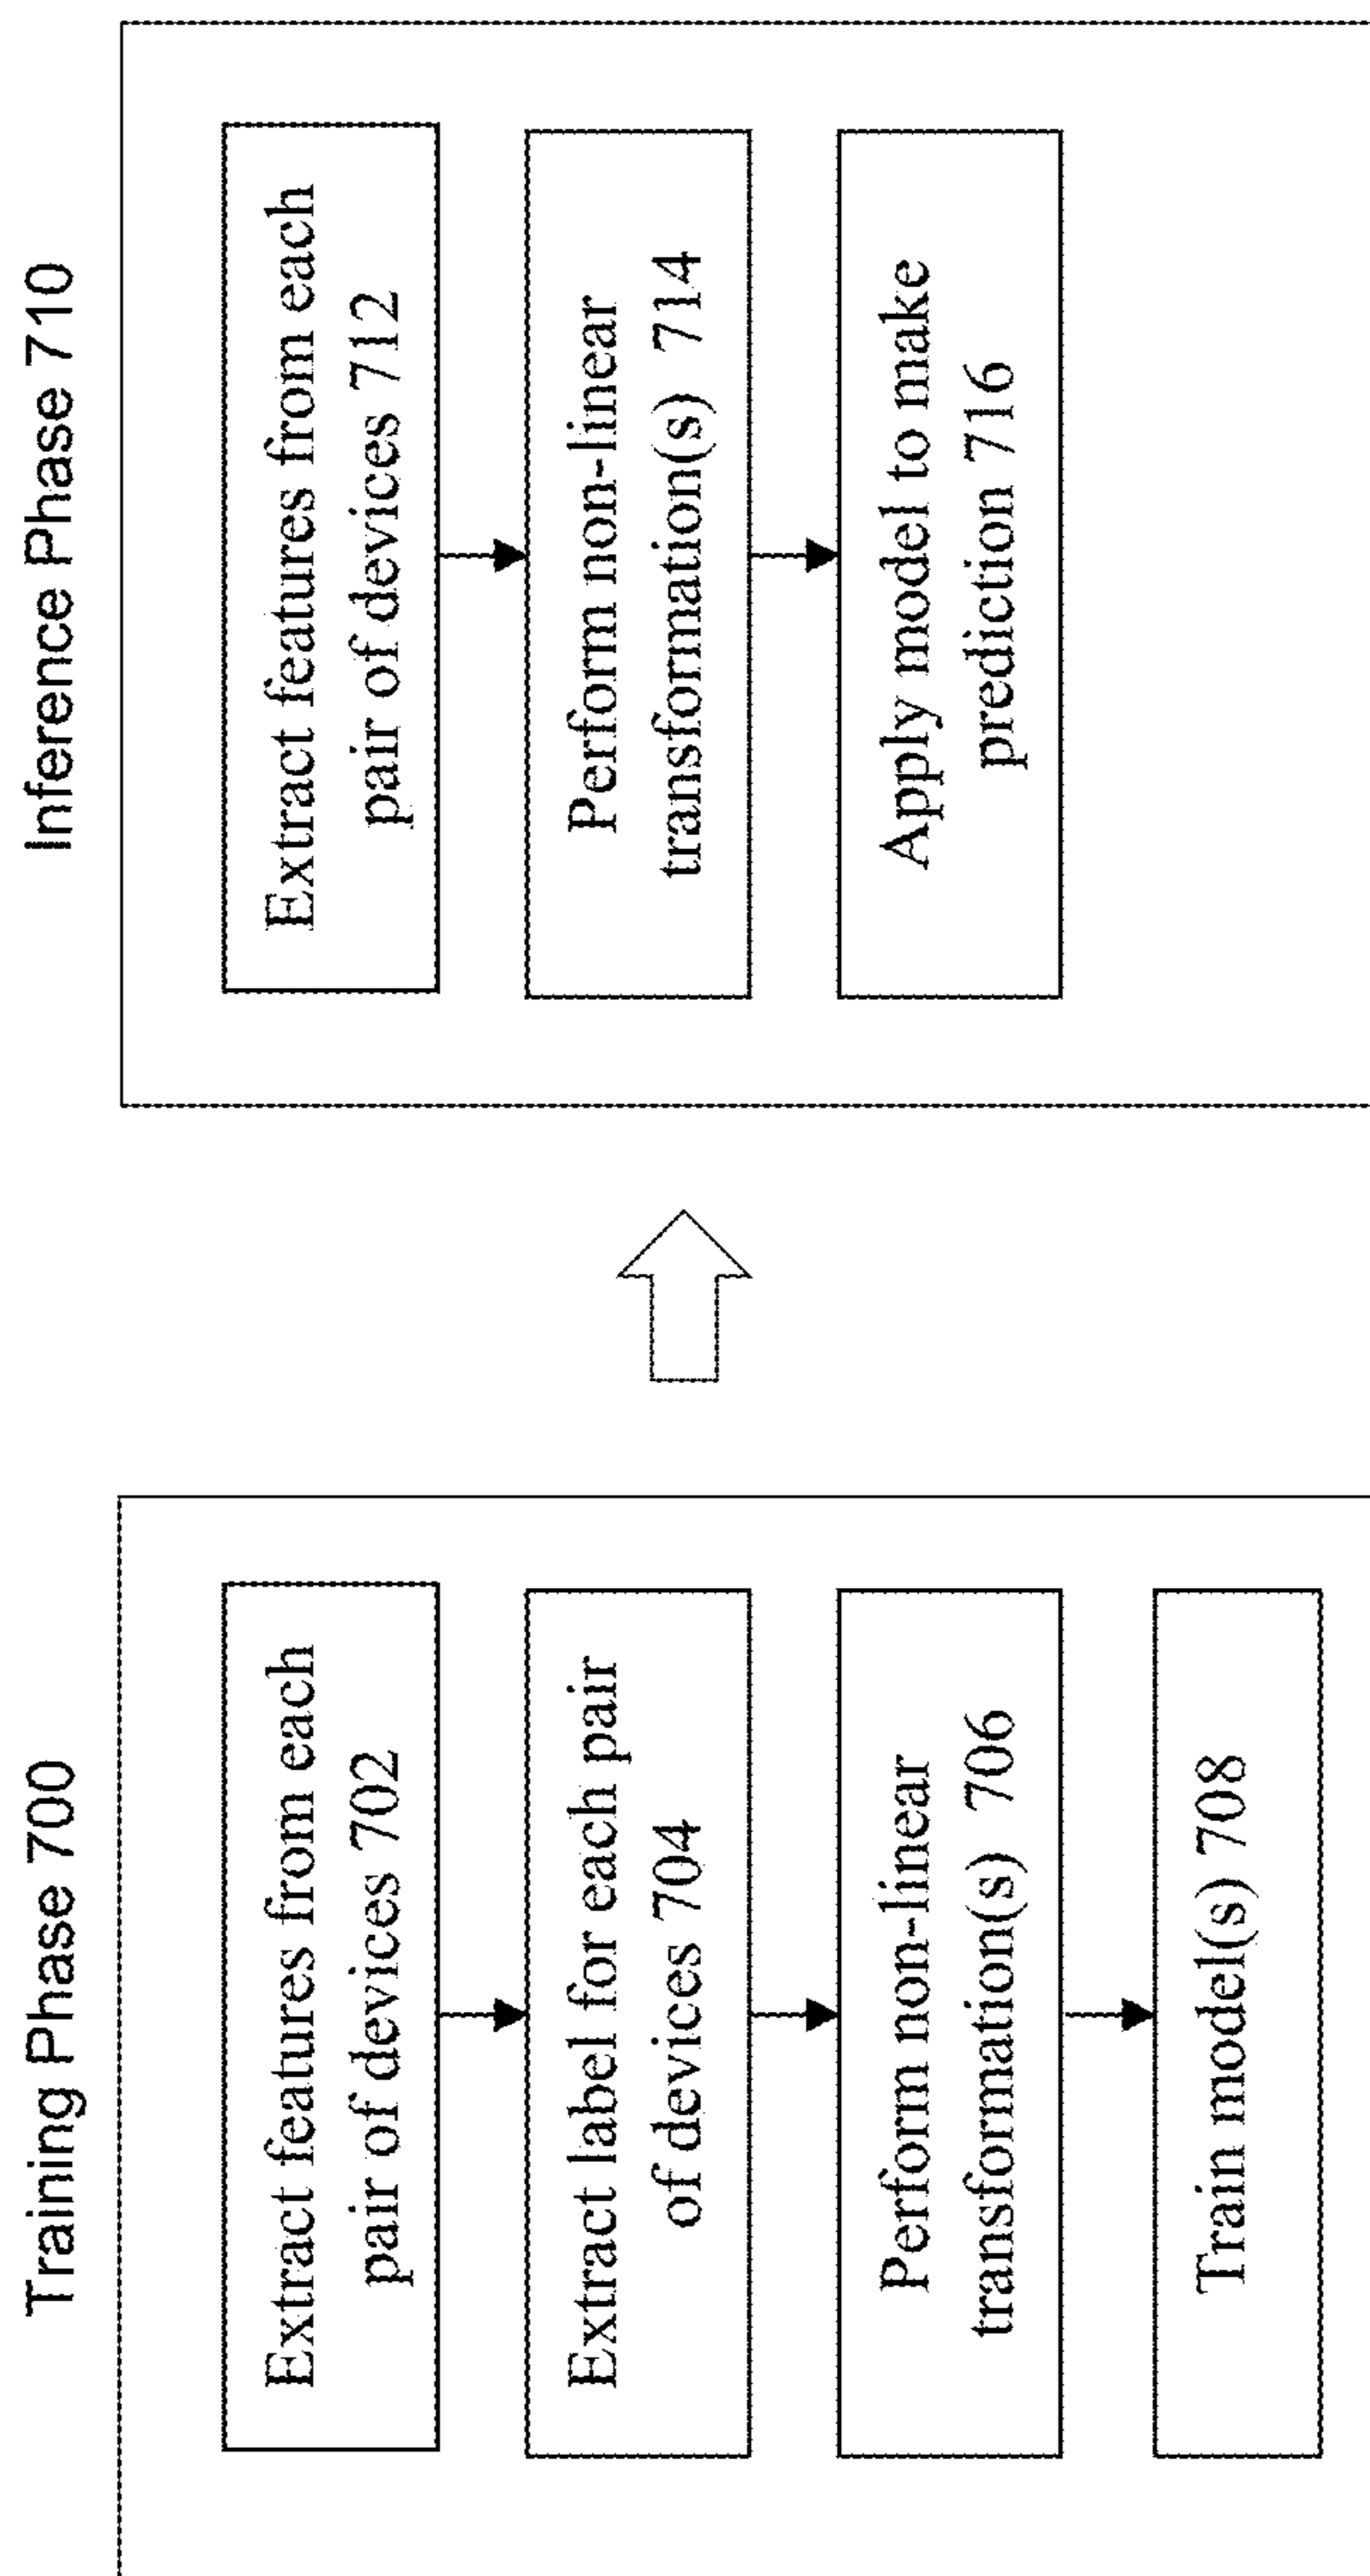 Training Phase 700
Extract features from each
pair of devices 702
Extract label for each pair
of devices 704
Perform non-linear
transformation(s) 706
Train model(s) 708
Inference Phase 710
Extract features from each
pair of devices 712
Perform non-linear
transformation(s) 714
Apply model to make
prediction 716